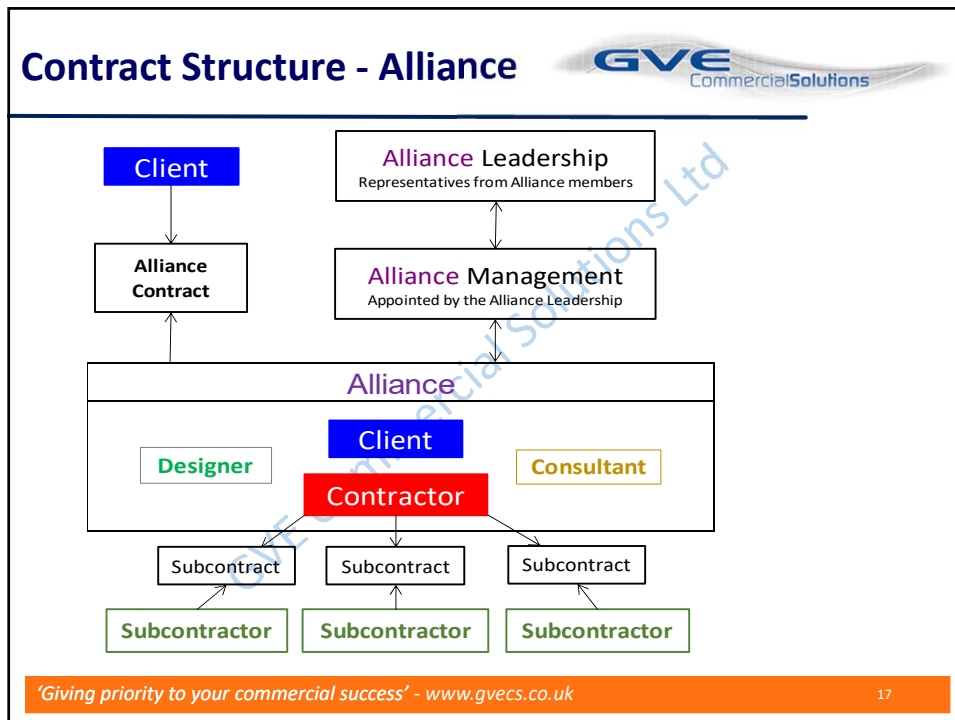 Contract Structure - Alliance
GVE
CommercialSolutions
Client
Alliance Leadership
Representatives from Alliance members
Alliance
Contract
Alliance Management
Appointed by the Alliance Leadership
Alliance
Client
Designer
Consultant
Contractor
Subcontract
Subcontract
Subcontract
Subcontractor
Subcontractor
Subcontractor
GVE Commercial Solutions Ltd
‘Giving priority to your commercial success’ - www.gvecs.co.uk
17